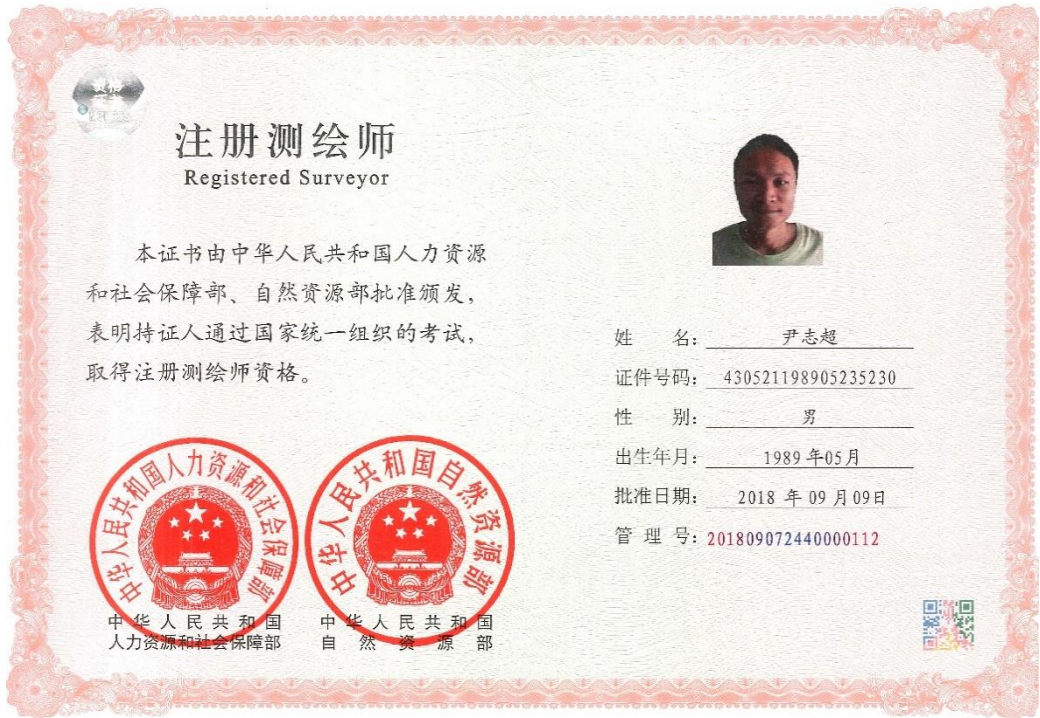 注册测绘师
Registered Surveyor
本证书由中华人民共和国人力资源
和社会保障部、自然资源部批准颁发，
表明持证人通过国家统一组织的考试，
取得注册测绘师资格。
中华人民共和国人力资源和社会保障部
中华人民共和国自然资源部
中华人民共和国
人力资源和社会保障部
中华人民共和国
自然资源部
姓名：尹志超
证件号码：430521198905235230
性别：男
出生年月：1989年05月
批准日期：2018年09月09日
管理号：201809072440000112